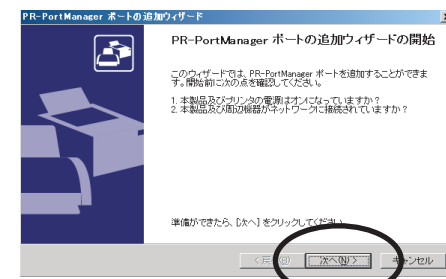 PR-PortManager ポートの追加ウィザード
PR-PortManager ポートの追加ウィザードの開始
このウィザードでは、PR-PortManager ポートを追加することができま
す。開始前に次の点を確認してください。
1. 本製品及びプリンタの電源はオンになっていますか?
2. 本製品及び周辺機器がネットワークに接続されていますか?
準備ができたら、[次へ] をクリックしてください。
次へ(N) >
キャンセル